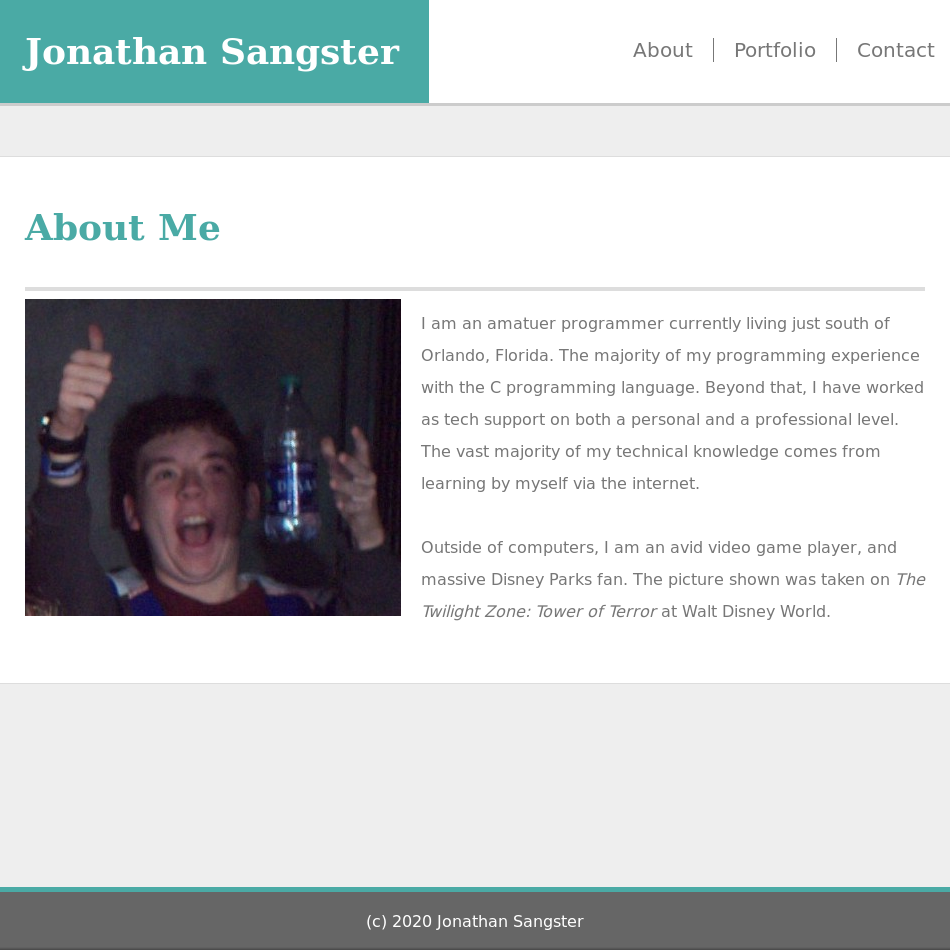 Jonathan Sangster
About
Portfolio
Contact
About Me
I am an amatuer programmer currently living just south of
Orlando, Florida. The majority of my programming experience
with the C programming language. Beyond that, I have worked
as tech support on both a personal and a professional level.
The vast majority of my technical knowledge comes from
learning by myself via the internet.
Outside of computers, I am an avid video game player, and
massive Disney Parks fan. The picture shown was taken on The
Twilight Zone: Tower of Terror at Walt Disney World.
(c) 2020 Jonathan Sangster